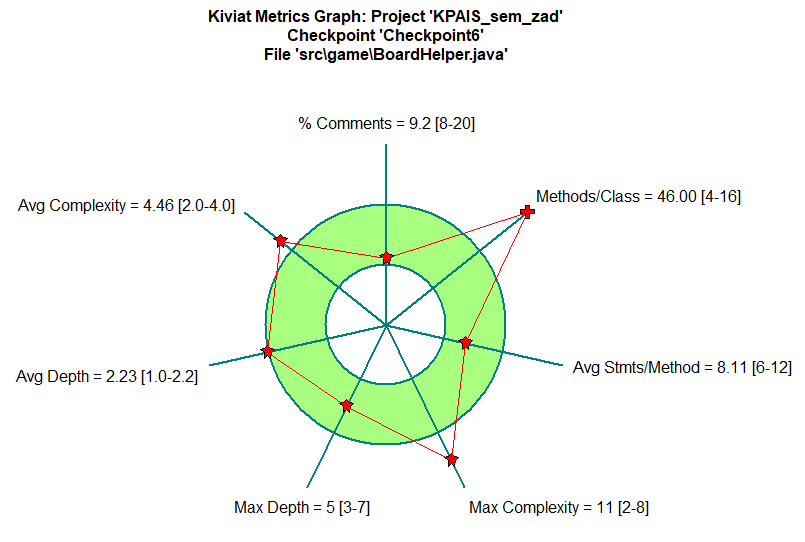 Kiviat Metrics Graph: Project 'KPAIS_sem_zad'
Checkpoint 'Checkpoint6'
File 'src\game\BoardHelper.java'
% Comments = 9.2 [8-20]
Methods/Class = 46.00 [4-16]
Avg Complexity = 4.46 [2.0-4.0]
Avg Stmts/Method = 8.11 [6-12]
Avg Depth = 2.23 [1.0-2.2]
Max Depth = 5 [3-7]
Max Complexity = 11 [2-8]